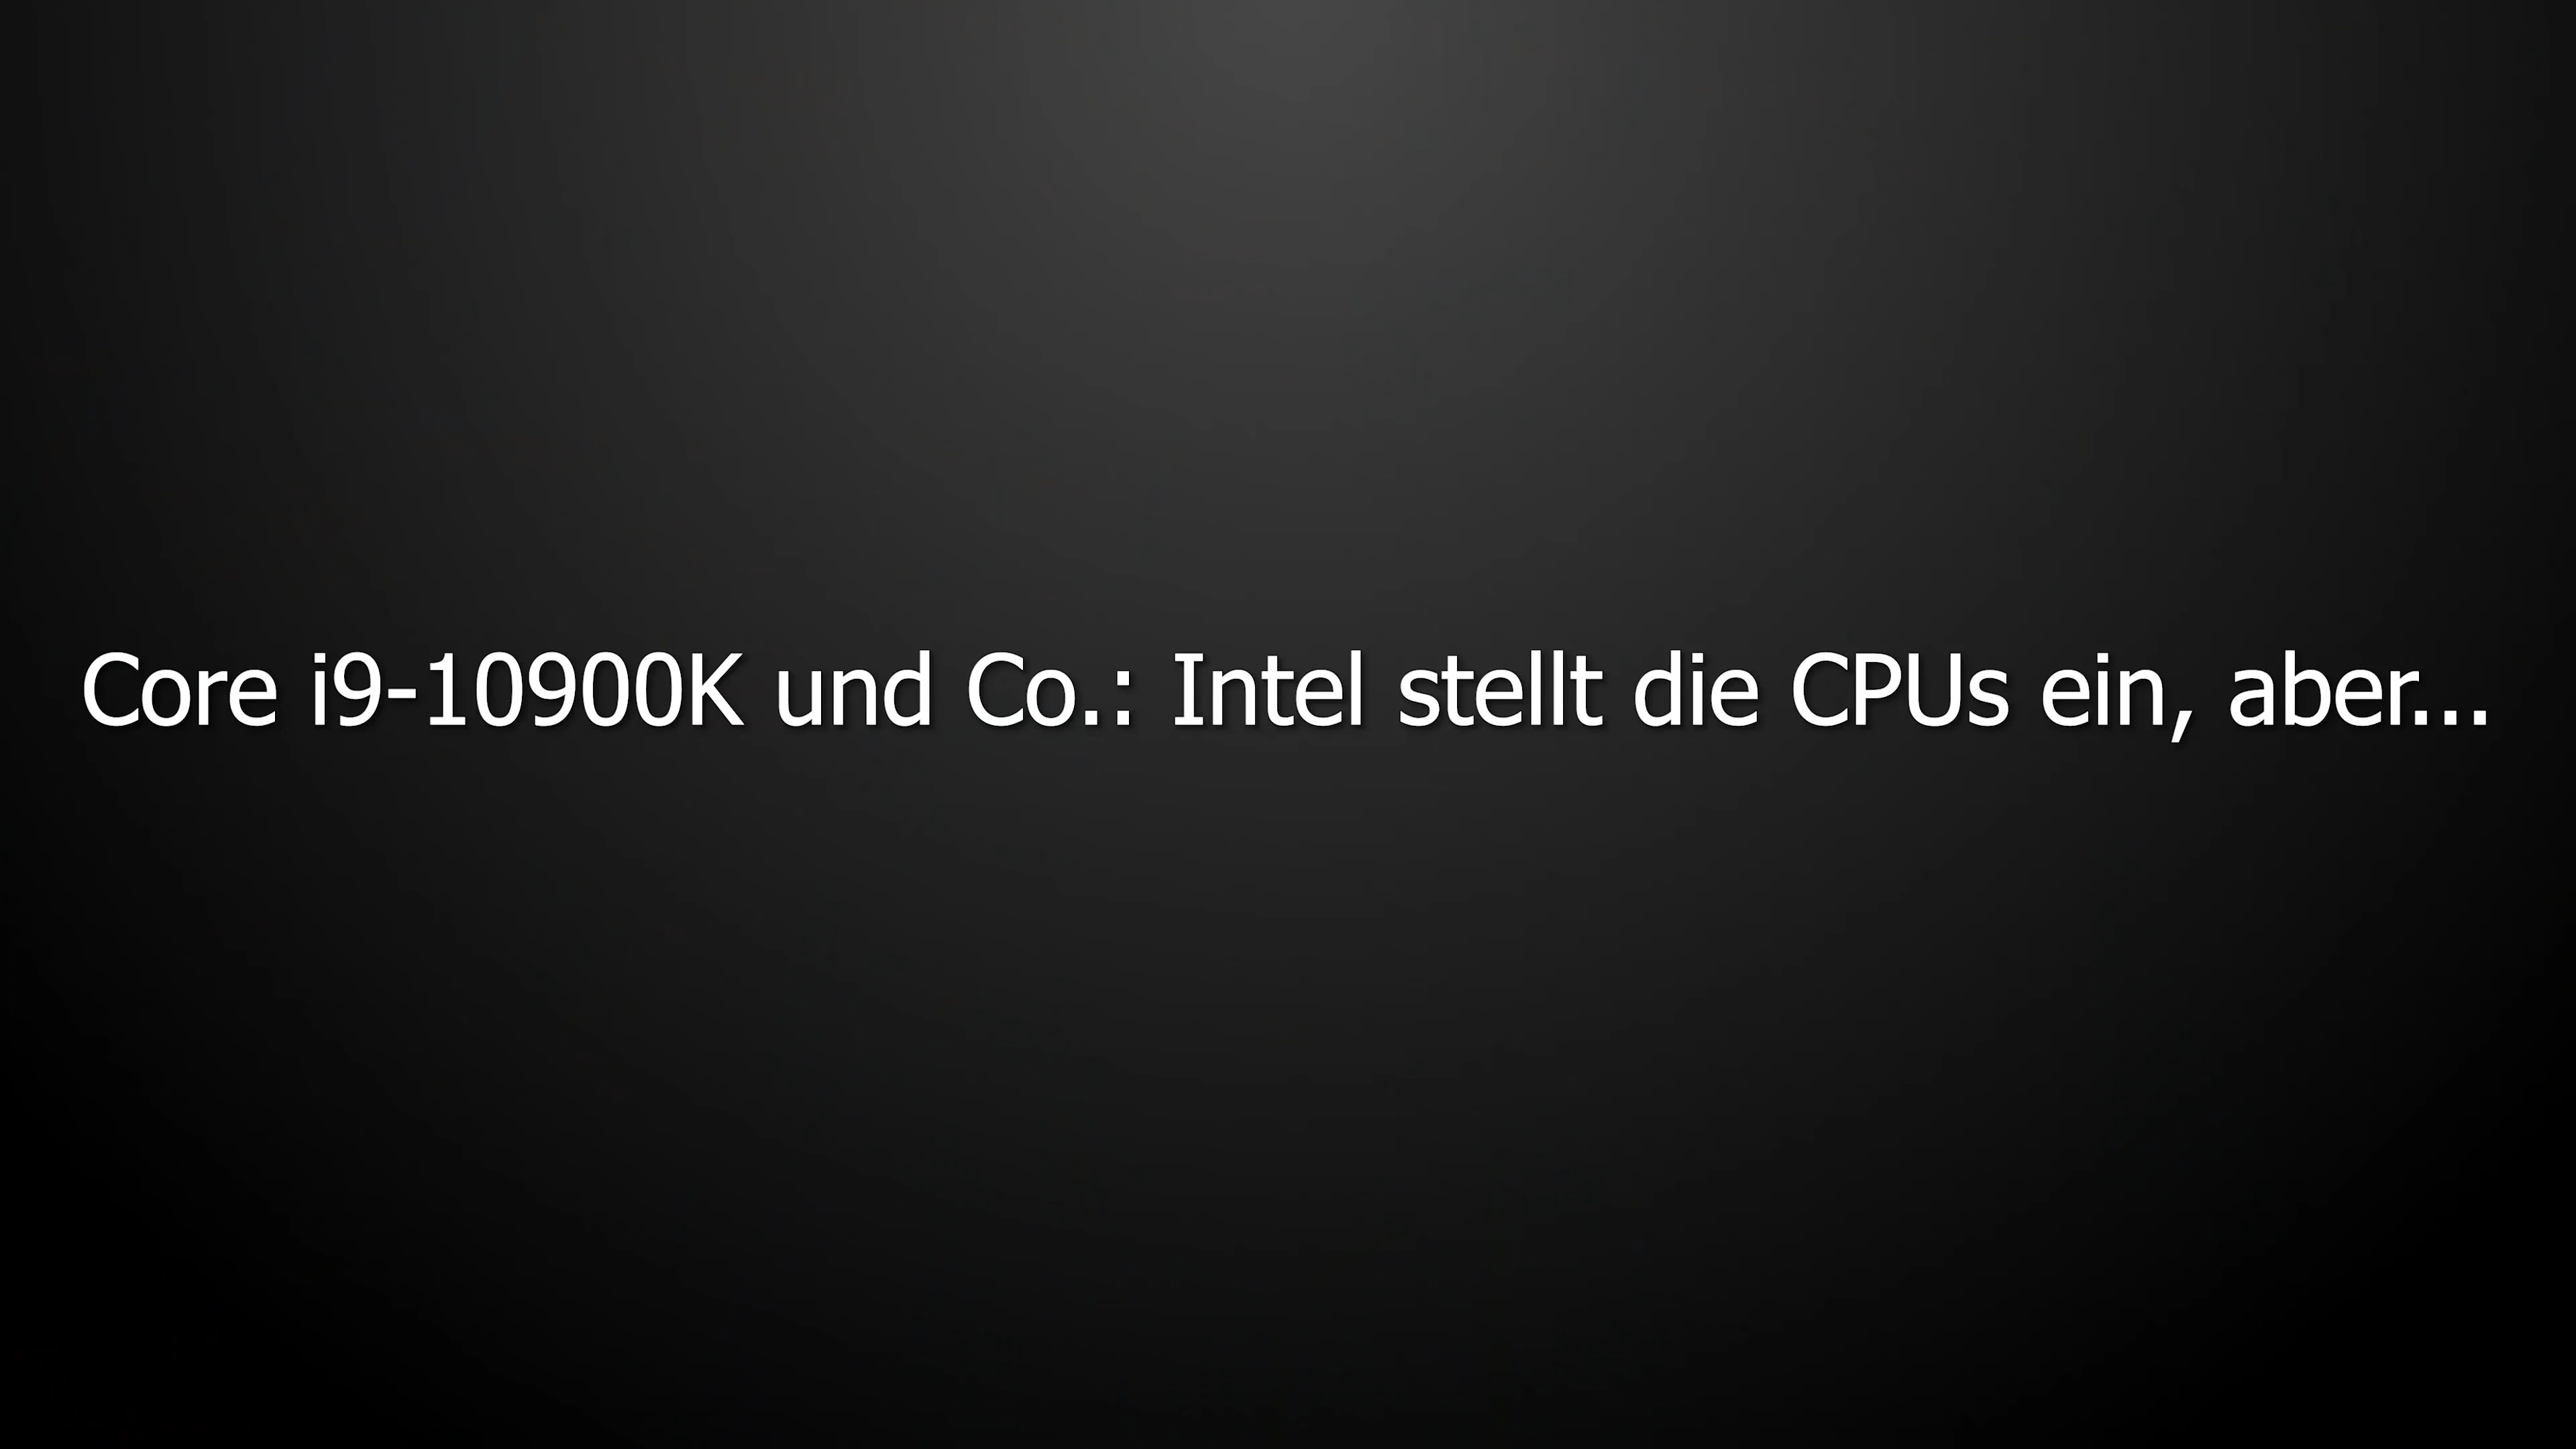 Core i9-10900K und Co.: Intel stellt die CPUs ein, aber...